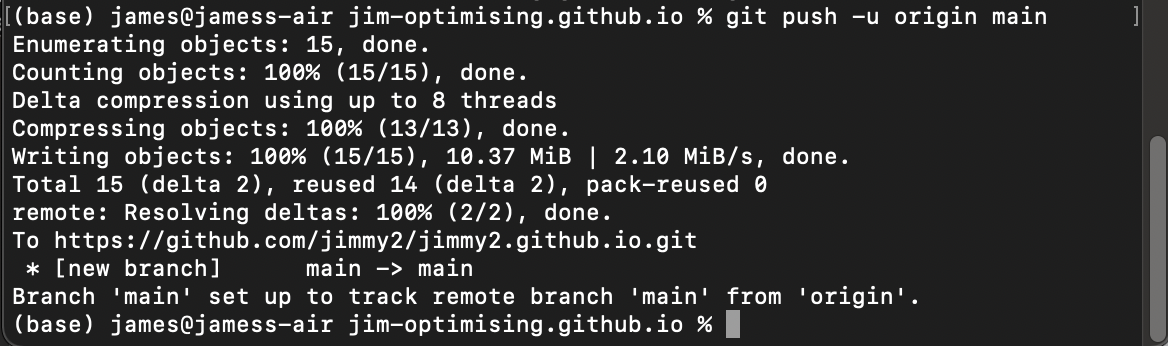 [(base) james@jamess-air jim-optimising.github.io % git push -u origin main ]
Enumerating objects: 15, done.
Counting objects: 100% (15/15), done.
Delta compression using up to 8 threads
Compressing objects: 100% (13/13), done.
Writing objects: 100% (15/15), 10.37 MiB | 2.10 MiB/s, done.
Total 15 (delta 2), reused 14 (delta 2), pack-reused 0
remote: Resolving deltas: 100% (2/2), done.
To https://github.com/jimmy2/jimmy2.github.io.git
 * [new branch]      main -> main
Branch 'main' set up to track remote branch 'main' from 'origin'.
(base) james@jamess-air jim-optimising.github.io %